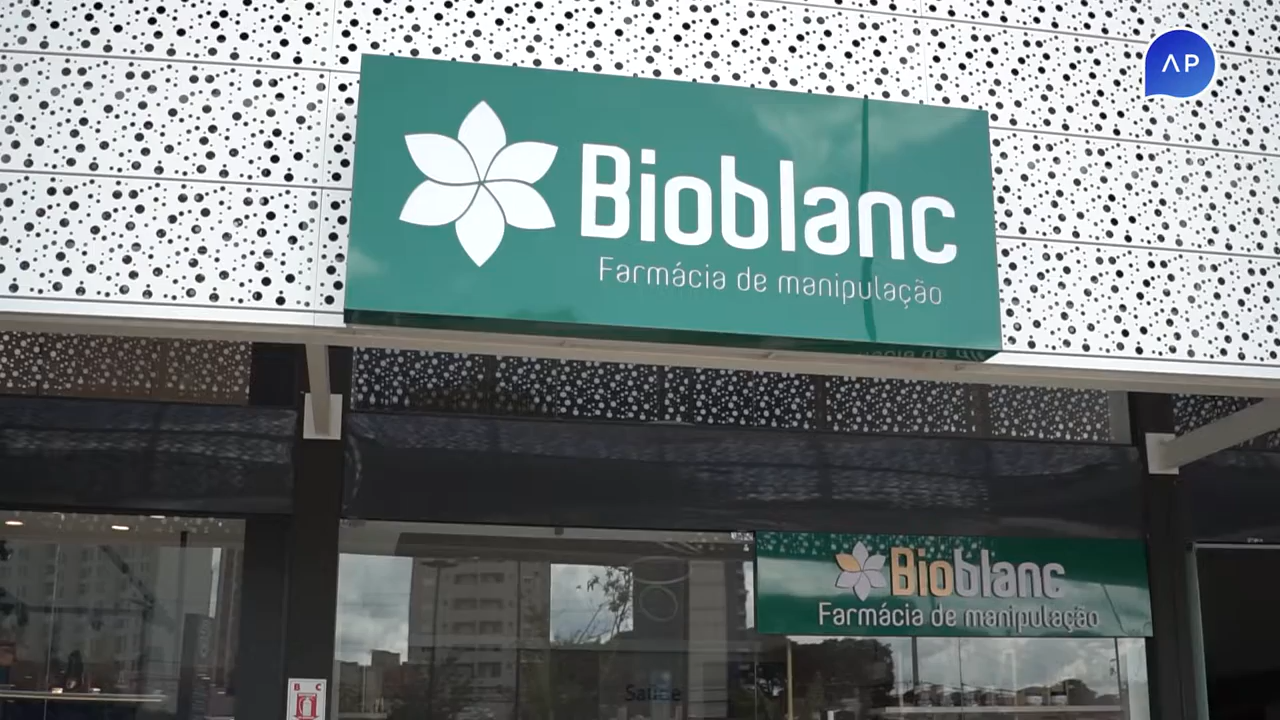 AP
Bioblanc
Farmácia de manipulação
Bioblanc
Farmácia de manipulação
B C